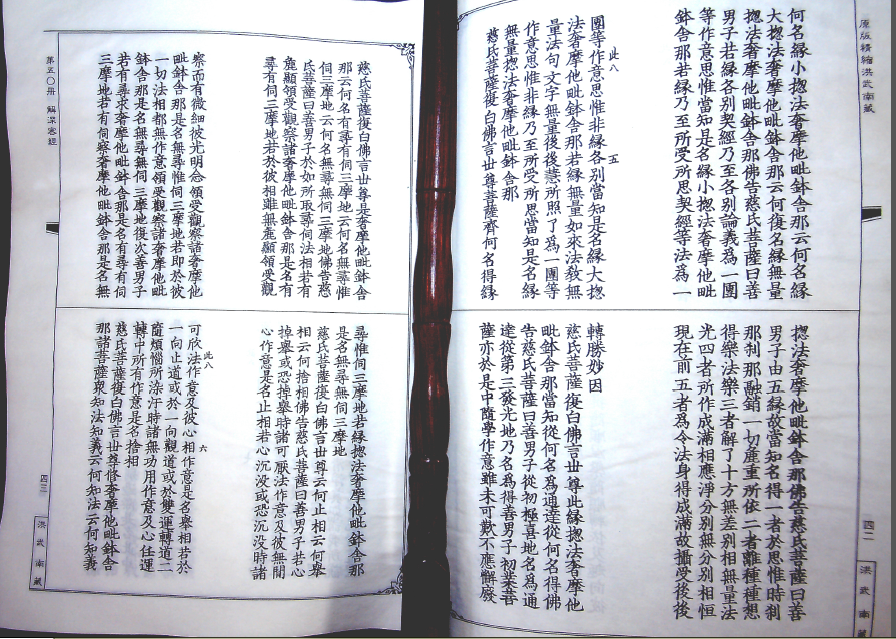 原版精繪洪武南藏
何名緣小揔法奢摩他毗鉢舍那云何名緣
大揔法奢摩他毗鉢舍那云何復名緣無量
揔法奢摩他毗鉢舍那佛告慈氏菩薩曰善
男子若緣各別契經乃至各別論義爲一團
等作意思惟當知是名緣小揔法奢摩他毗
鉢舍那若緣乃至所受所思契經等法爲一
團等作意思惟非緣各別當知是名緣大揔
法奢摩他毗鉢舍那若緣無量如來法教無
量法句文字無量後後慧所照了爲一團等
作意思惟非緣乃至所受所思當知是名緣
無量揔法奢摩他毗鉢舍那
慈氏菩薩復白佛言世尊菩薩齊何名得緣
此八
五
揔法奢摩他毗鉢舍那佛告慈氏菩薩曰善
男子由五緣故當知名得一者於思惟時刹
那刹那融銷一切麁重所依二者離種種想
得樂法樂三者解了十方無差別相無量法
光四者所作成滿相應淨分別無分別相恒
現在前五者爲令法身得成滿故攝受後後
轉勝妙因
慈氏菩薩復白佛言世尊此緣揔法奢摩他
毗鉢舍那當知從何名爲通達從何名得佛
告慈氏菩薩曰善男子從初極喜地名爲通
達從第三發光地乃名爲得善男子初業菩
薩亦於是中隨學作意雖未可歎不應懈廢
四二
洪武南藏
慈氏菩薩復白佛言世尊是奢摩他毗鉢舍
那云何名有尋有伺三摩地云何名無尋惟
伺三摩地云何名無尋無伺三摩地佛告慈
氏菩薩曰善男子於如所取尋伺法相若有
麁顯領受觀察諸奢摩他毗鉢舍那是名有
尋有伺三摩地若於彼相雖無麁顯領受觀
察而有微細彼光明念領受觀察諸奢摩他
毗鉢舍那是名無尋惟伺三摩地若即於彼
一切法相都無作意領受觀察諸奢摩他毗
鉢舍那是名無尋無伺三摩地復次善男子
若有尋求奢摩他毗鉢舍那是名有尋有伺
三摩地若有伺察奢摩他毗鉢舍那是名無
尋惟伺三摩地若緣揔法奢摩他毗鉢舍那
是名無尋無伺三摩地
慈氏菩薩復白佛言世尊云何止相云何舉
相云何捨相佛告慈氏菩薩曰善男子若心
掉舉或恐掉舉時諸可厭法作意及彼無間
心作意是名止相若心沉沒或恐沉沒時諸
可欣法作意及彼心相作意是名舉相若於
一向止道或於一向觀道或於雙運轉道二
隨煩惱所染汙時諸無功用作意及心任運
轉中所有作意是名捨相
慈氏菩薩復白佛言世尊修奢摩他毗鉢舍
那諸菩薩衆知法知義云何知法云何知義
此八
六
第五〇册
解深密經
四三
洪武南藏